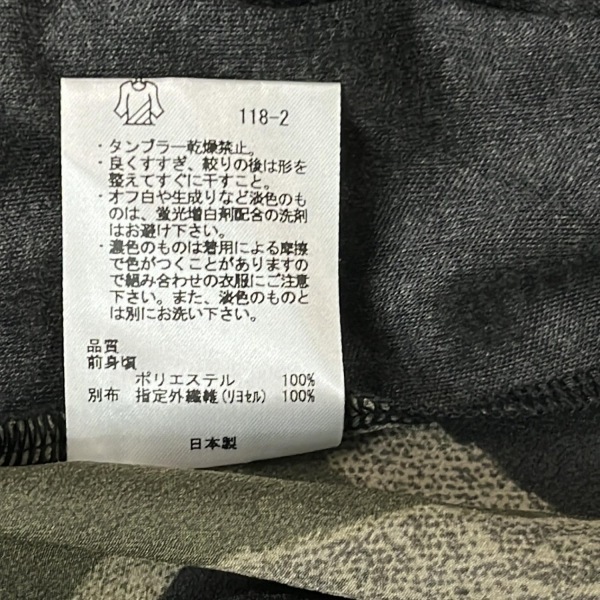 118-2
・タンブラー乾燥禁止。
・良くすすぎ、絞りの後は形を
整えてすぐに干すこと。
・オフ白や生成りなど淡色のも
のは、蛍光増白剤配合の洗剤
はお避け下さい。
・濃色のものは着用による摩擦
で色がつくことがありますの
で組み合わせの衣服にご注意
下さい。また、淡色のものと
は別にお洗い下さい。
品質
前身頃
ポリエステル 100%
別布 指定外繊維(リヨセル) 100%
日本製